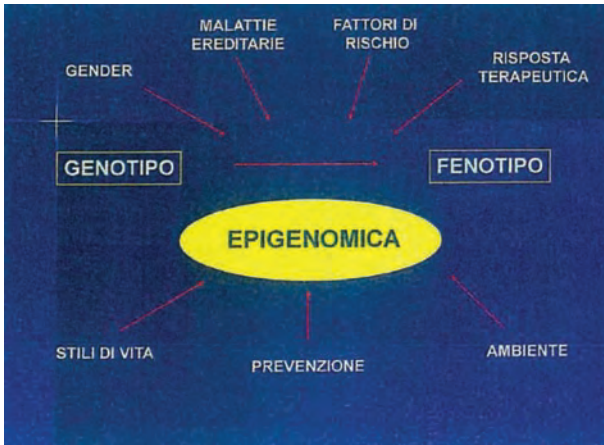 MALATTIE
EREDITARIE
FATTORI DI
RISCHIO
GENDER
RISPOSTA
TERAPEUTICA
GENOTIPO
FENOTIPO
EPIGENOMICA
STILI DI VITA
PREVENZIONE
AMBIENTE